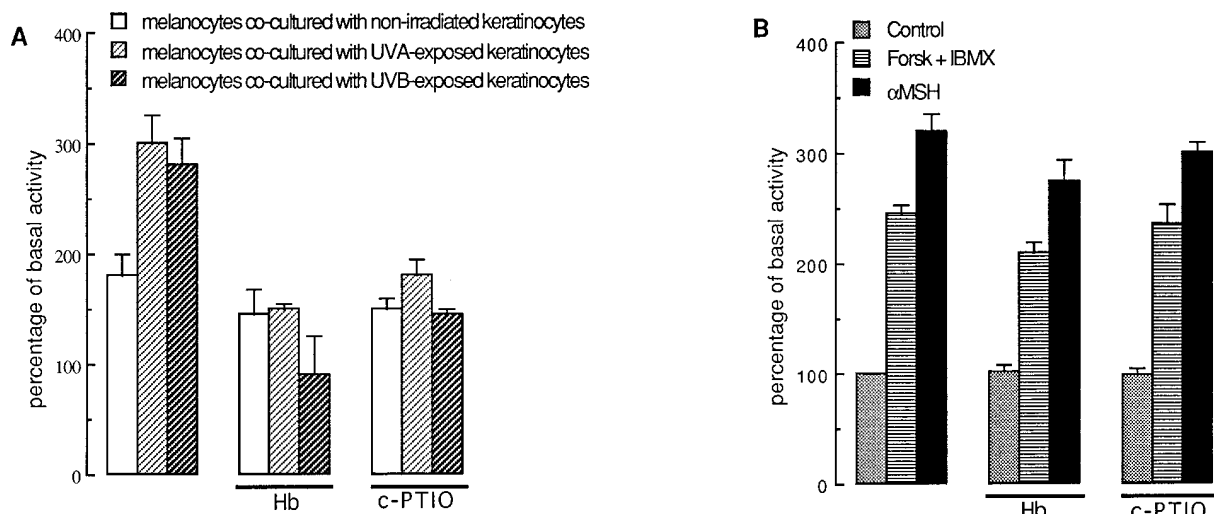 A
melanocytes co-cultured with non-irradiated keratinocytes
melanocytes co-cultured with UVA-exposed keratinocytes
melanocytes co-cultured with UVB-exposed keratinocytes
percentage of basal activity
400
300
200
100
0
Hb
c-PTIO
B
Control
Forsk + IBMX
αMSH
percentage of basal activity
400
300
200
100
0
Hb
c-PTIO